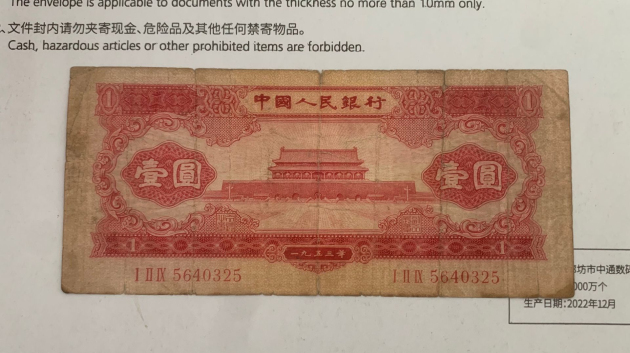 The envelope is applicable to documents with the thickness no more than 10mm only.
、文件封内请勿夹寄现金、危险品及其他任何禁寄物品。
Cash, hazardous articles or other prohibited items are forbidden.
1 中國人民銀行 1
壹圓 壹圓
1 一九五三年 1
I II IX 5640325 I II IX 5640325
坊市中通数码
000万个
生产日期:2022年12月